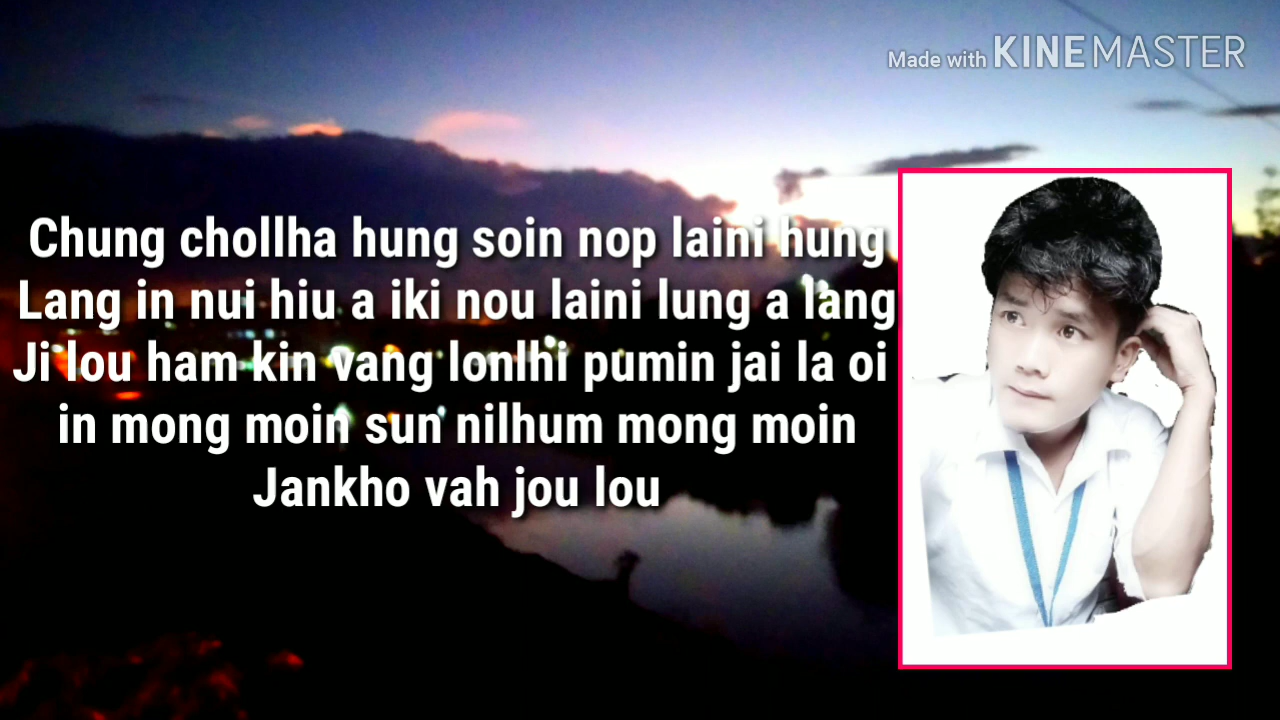 Made with KINEMASTER
Chung chollha hung soin nop laini hung
Lang in nui hiu a iki nou laini lung a lang
Ji lou ham kin vang lonlhi pumin jai la oi
in mong moin sun nilhum mong moin
Jankho vah jou lou